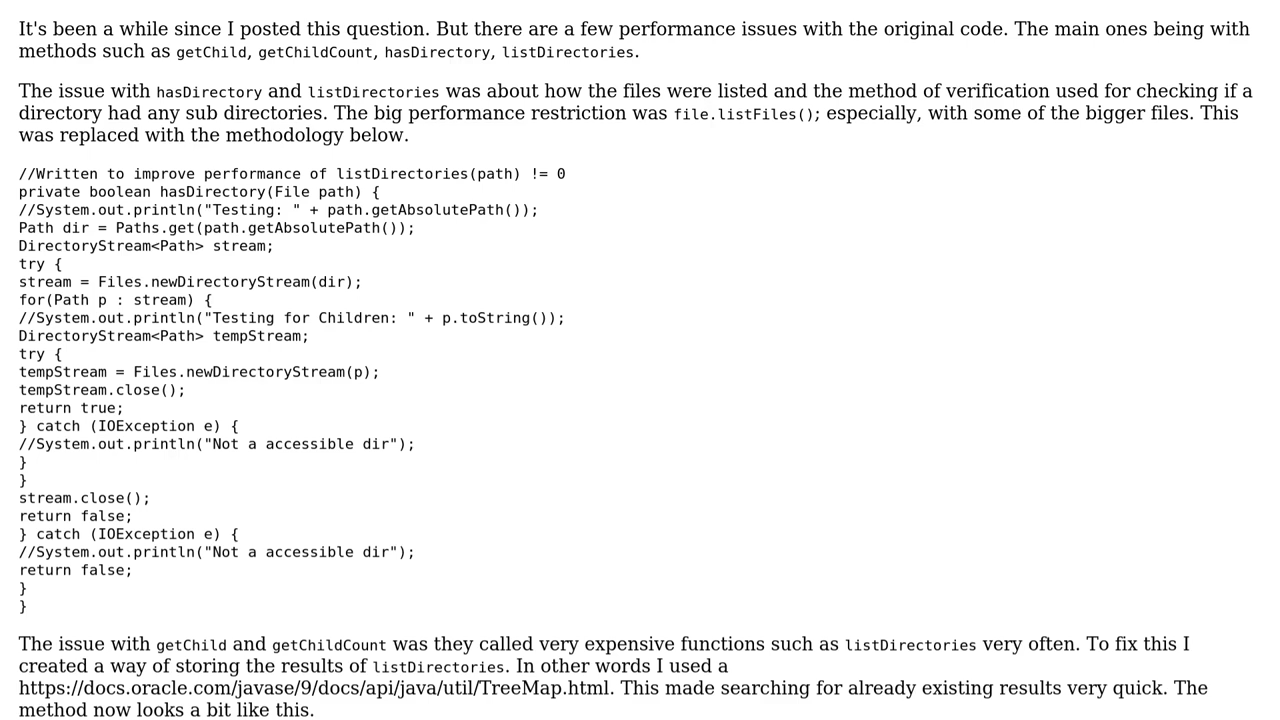 It's been a while since I posted this question. But there are a few performance issues with the original code. The main ones being with
methods such as getChild, getChildCount, hasDirectory, listDirectories.
The issue with hasDirectory and listDirectories was about how the files were listed and the method of verification used for checking if a
directory had any sub directories. The big performance restriction was file.listFiles(); especially, with some of the bigger files. This
was replaced with the methodology below.
//Written to improve performance of listDirectories(path) != 0
private boolean hasDirectory(File path) {
//System.out.println("Testing: " + path.getAbsolutePath());
Path dir = Paths.get(path.getAbsolutePath());
DirectoryStream<Path> stream;
try {
stream = Files.newDirectoryStream(dir);
for(Path p : stream) {
//System.out.println("Testing for Children: " + p.toString());
DirectoryStream<Path> tempStream;
try {
tempStream = Files.newDirectoryStream(p);
tempStream.close();
return true;
} catch (IOException e) {
//System.out.println("Not a accessible dir");
}
}
stream.close();
return false;
} catch (IOException e) {
//System.out.println("Not a accessible dir");
return false;
}
}
The issue with getChild and getChildCount was they called very expensive functions such as listDirectories very often. To fix this I
created a way of storing the results of listDirectories. In other words I used a
https://docs.oracle.com/javase/9/docs/api/java/util/TreeMap.html. This made searching for already existing results very quick. The
method now looks a bit like this.